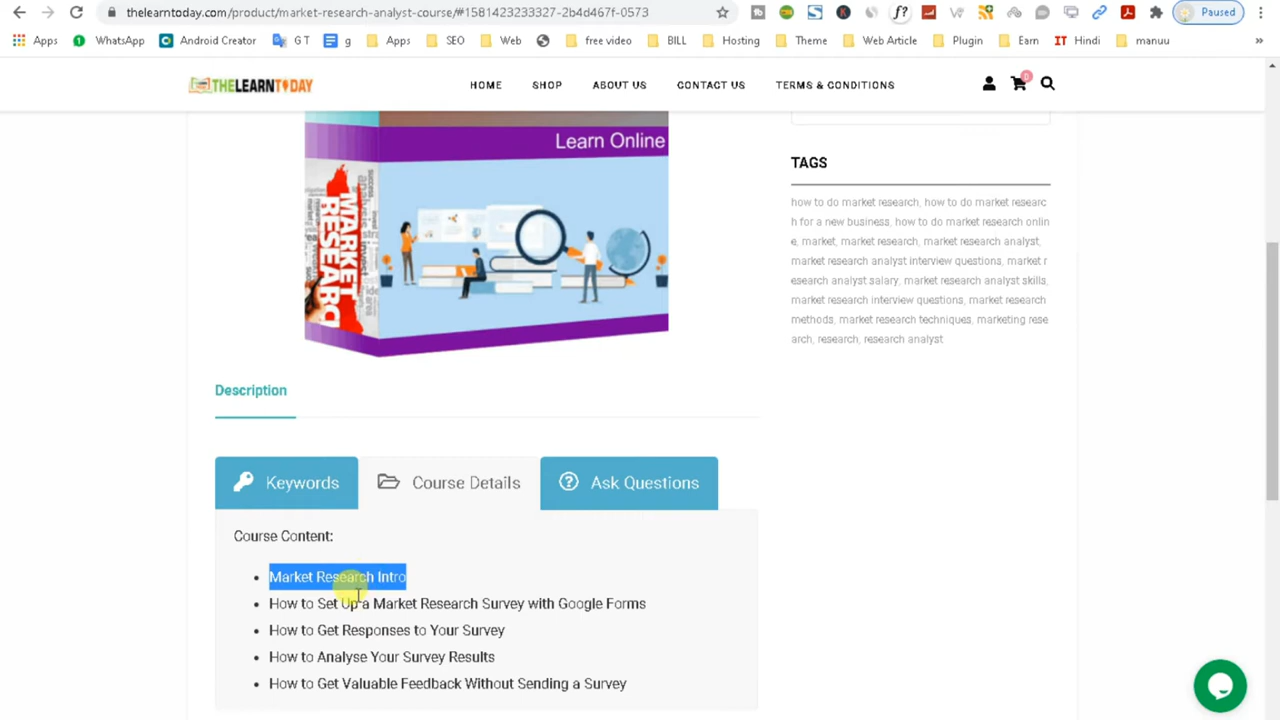 thelearntoday.com/product/market-research-analyst-course/#1581423233327-2b4d467f-0573
Paused
Apps
WhatsApp
Android Creator
G T
g
Apps
SEO
Web
free video
BILL
Hosting
Theme
Web Article
Plugin
Earn
IT Hindi
manuu
»
THELEARNTODAY
HOME
SHOP
ABOUT US
CONTACT US
TERMS & CONDITIONS
0
Learn Online
MARKET
RESEARC
TAGS
how to do market research, how to do market researc
h for a new business, how to do market research onlin
e, market, market research, market research analyst,
market research analyst interview questions, market r
esearch analyst salary, market research analyst skills,
market research interview questions, market research
methods, market research techniques, marketing rese
arch, research, research analyst
Description
Keywords
Course Details
Ask Questions
Course Content:
• Market Research Intro
• How to Set Up a Market Research Survey with Google Forms
• How to Get Responses to Your Survey
• How to Analyse Your Survey Results
• How to Get Valuable Feedback Without Sending a Survey